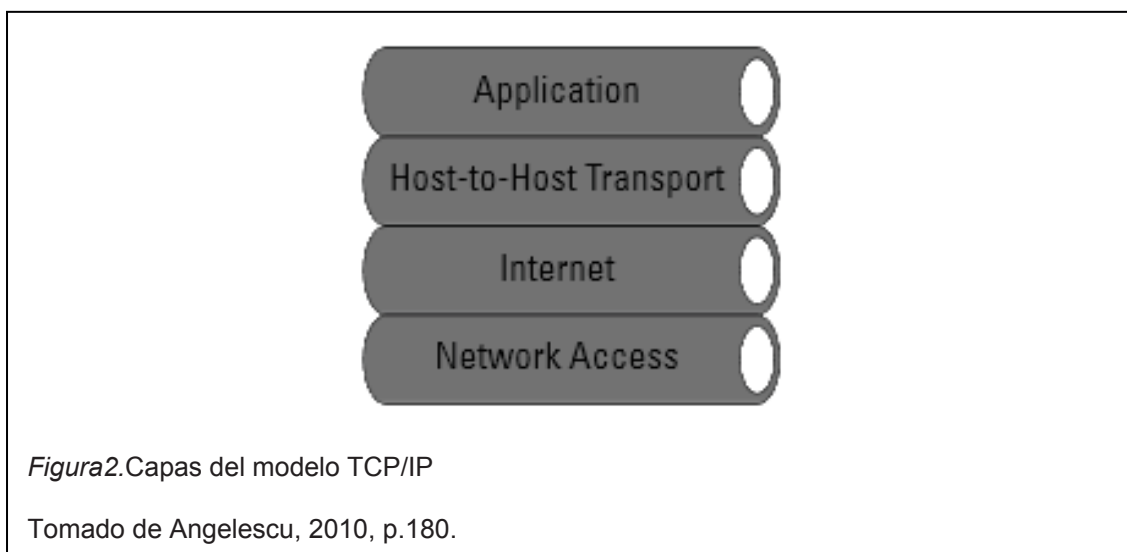 Application
Host-to-Host Transport
Internet
Network Access
Figura2.Capas del modelo TCP/IP
Tomado de Angelescu, 2010, p.180.